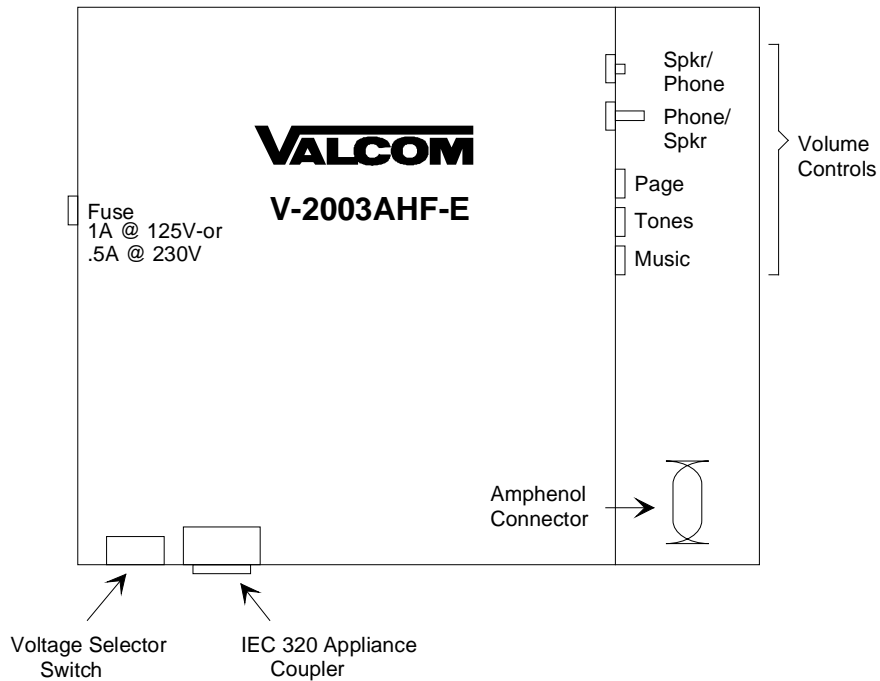 VALCOM
V-2003AHF-E
Fuse
1A @ 125V-or
.5A @ 230V
Spkr/
Phone
Phone/
Spkr
Page
Tones
Music
Volume
Controls
Amphenol
Connector
Voltage Selector
Switch
IEC 320 Appliance
Coupler